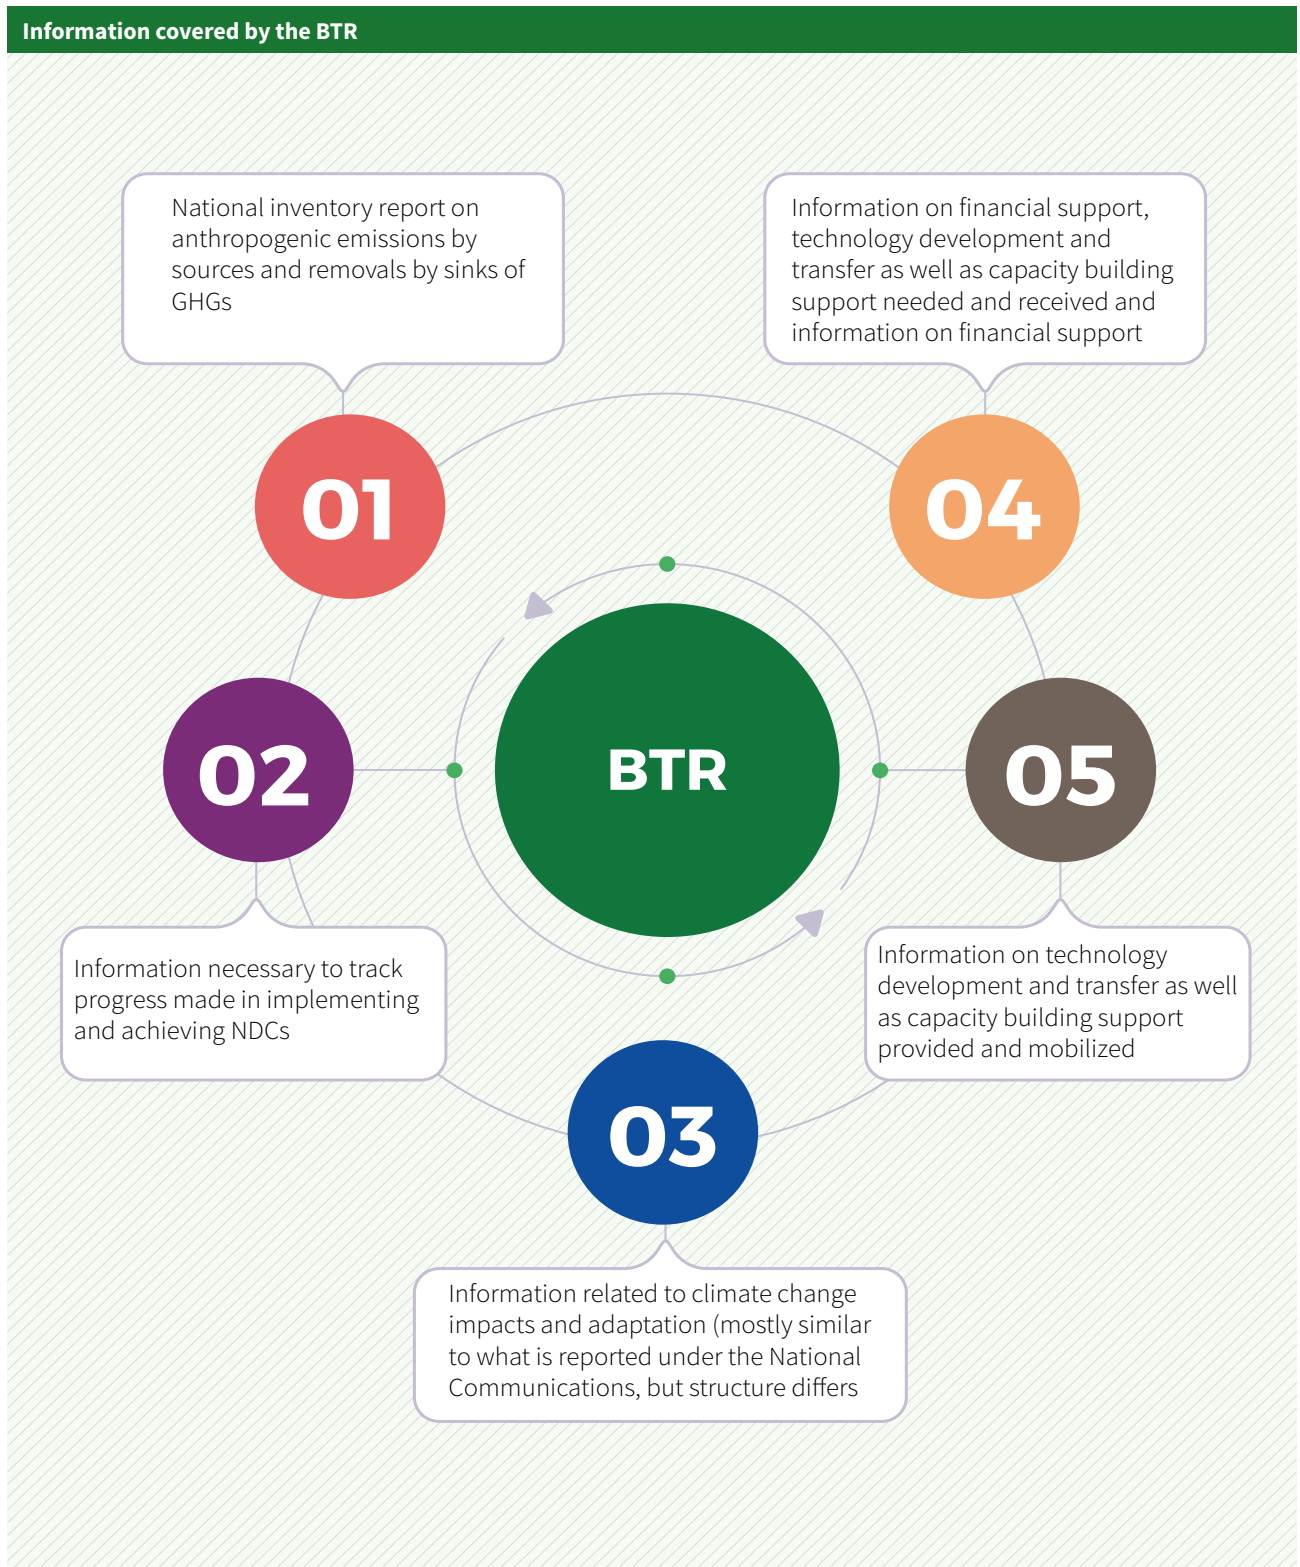 Information covered by the BTR
National inventory report on
anthropogenic emissions by
sources and removals by sinks of
GHGs
01
02
Information necessary to track
progress made in implementing
and achieving NDCs
03
Information related to climate change
impacts and adaptation (mostly similar
to what is reported under the National
Communications, but structure differs
Information on financial support,
technology development and
transfer as well as capacity building
support needed and received and
information on financial support
04
05
Information on technology
development and transfer as well
as capacity building support
provided and mobilized
BTR